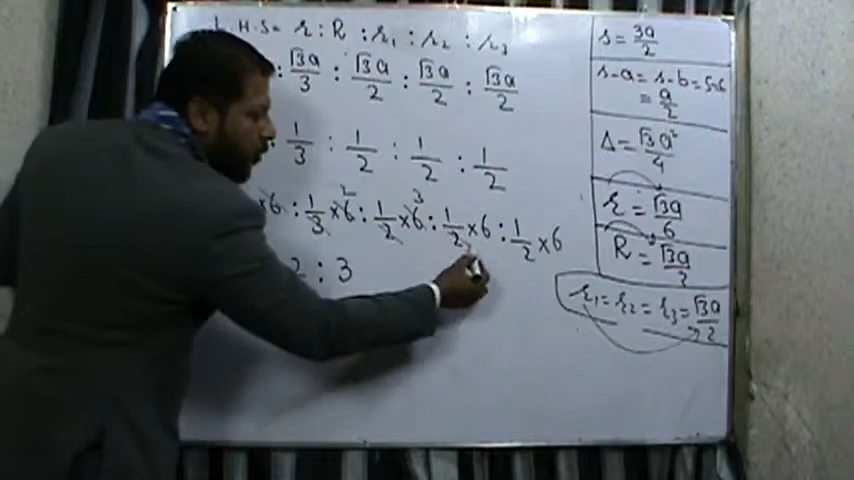 L.H.S= r : R : r₁ : r₂ : r₃
: √3a/3 : √3a/2 : √3a/2 : √3a/2
: 1/3 : 1/2 : 1/2 : 1/2
×6 : 1/3 ×6 2 : 1/2 ×6 3 : 1/2 ×6 : 1/2 ×6
2 : 3
s = 3a/2
s-a = s-b = s-c
= a/2
Δ = √3a²/4
r = √3a/6
R = √3a/3
r₁ = r₂ = r₃ = √3a/2